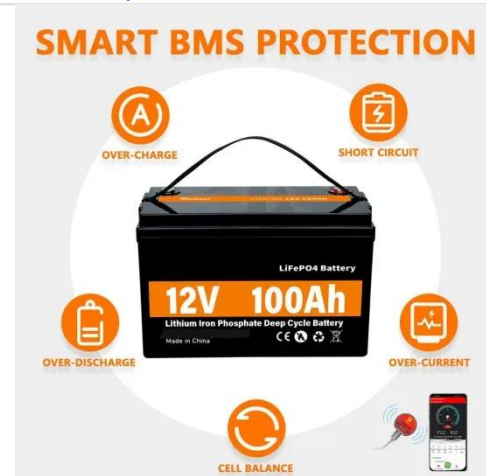 SMART BMS PROTECTION
OVER-CHARGE
SHORT CIRCUIT
LiFePO4 Battery
12V 100Ah
Lithium Iron Phosphate Deep Cycle Battery
Made in China
CE
OVER-DISCHARGE
OVER-CURRENT
CELL BALANCE